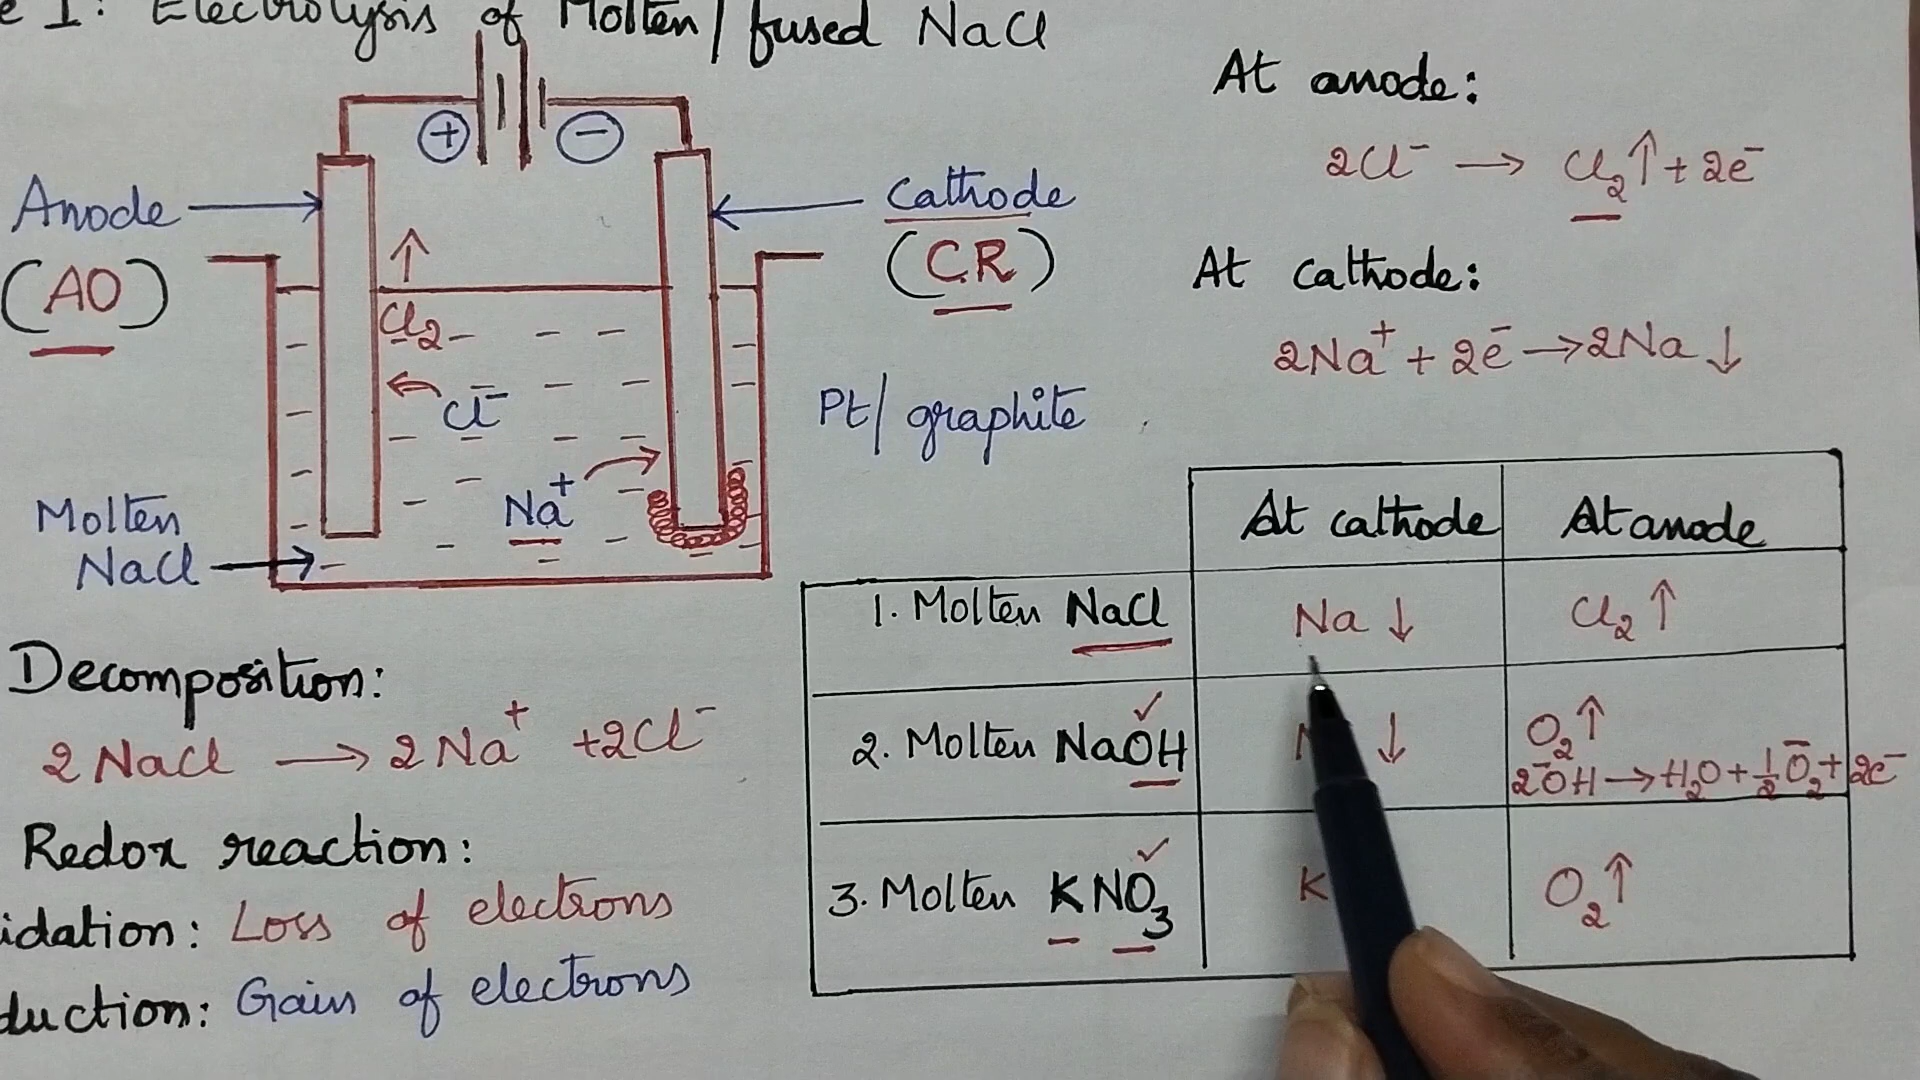 e I: Electrolysis of Molten/fused NaCl
+
−
Anode
(AO)
Cathode
(CR)
Cl₂
Cl⁻
Na⁺
Pt/graphite
Molten
NaCl
Decomposition:
2NaCl → 2Na⁺ + 2Cl⁻
Redox reaction:
idation: Loss of electrons
duction: Gain of electrons
At anode:
2Cl⁻ → Cl₂↑ + 2e⁻
At cathode:
2Na⁺ + 2e⁻ → 2Na↓
At cathode At anode
1. Molten NaCl Na↓ Cl₂↑
2. Molten NaOH ↓ O₂↑
2⁻OH → H₂O + ½O₂ + 2e⁻
3. Molten KNO₃ K O₂↑